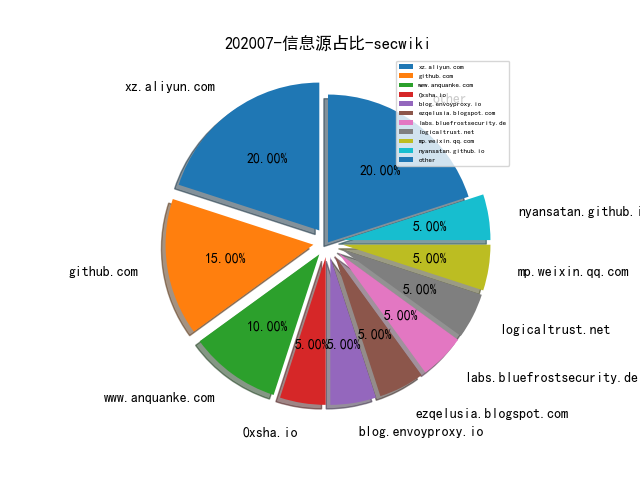 202007-信息源占比-secwiki
xz.aliyun.com
github.com
www.anquanke.com
0xsha.io
blog.envoyproxy.io
ezqelusia.blogspot.com
labs.bluefrostsecurity.de
logicaltrust.net
mp.weixin.qq.com
nyansatan.github.io
other
other
xz.aliyun.com
20.00%
20.00%
nyansatan.github.i
5.00%
github.com
15.00%
5.00%
mp.weixin.qq.com
5.00%
logicaltrust.net
5.00%
labs.bluefrostsecurity.de
10.00%
5.00%
5.00%
5.00%
www.anquanke.com
ezqelusia.blogspot.com
0xsha.io
blog.envoyproxy.io